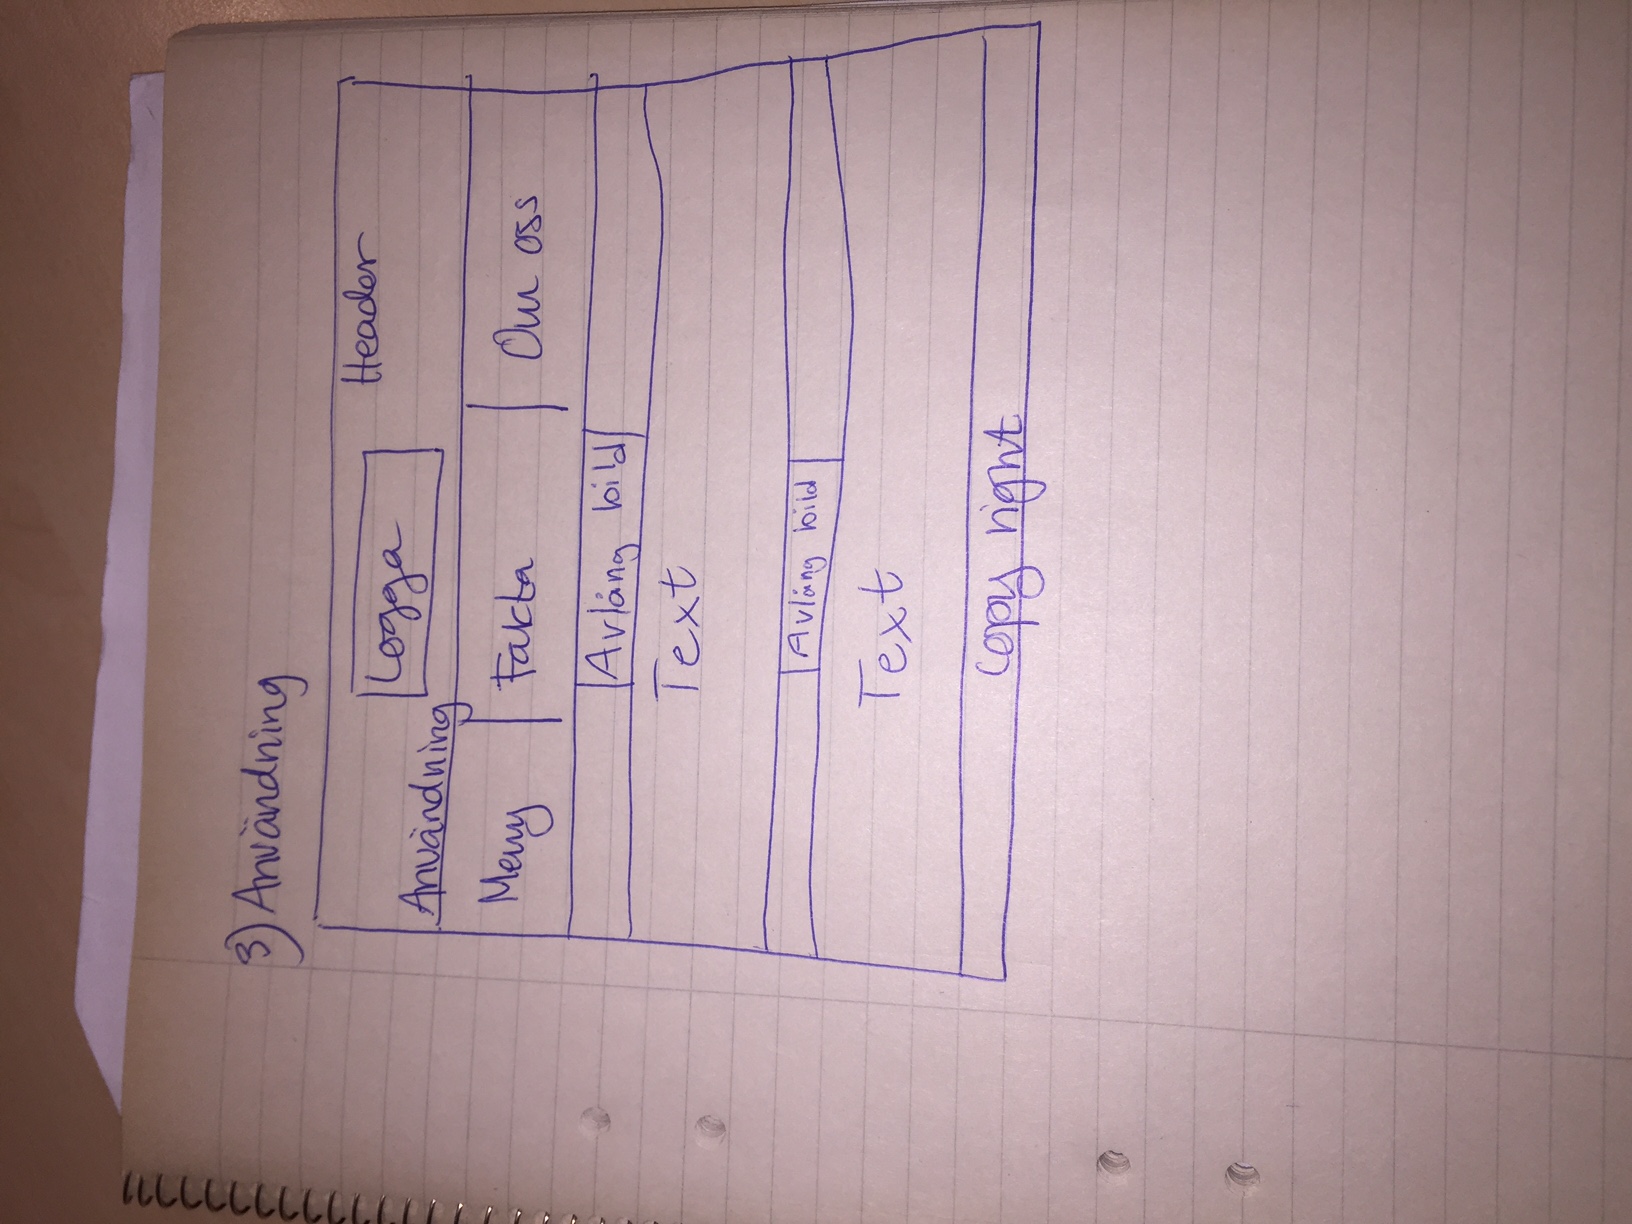 3) Användning
Header
Logga
Användning
Meny Fakta Om oss
Avlång bild
Text
Avlång bild
Text
Copy right